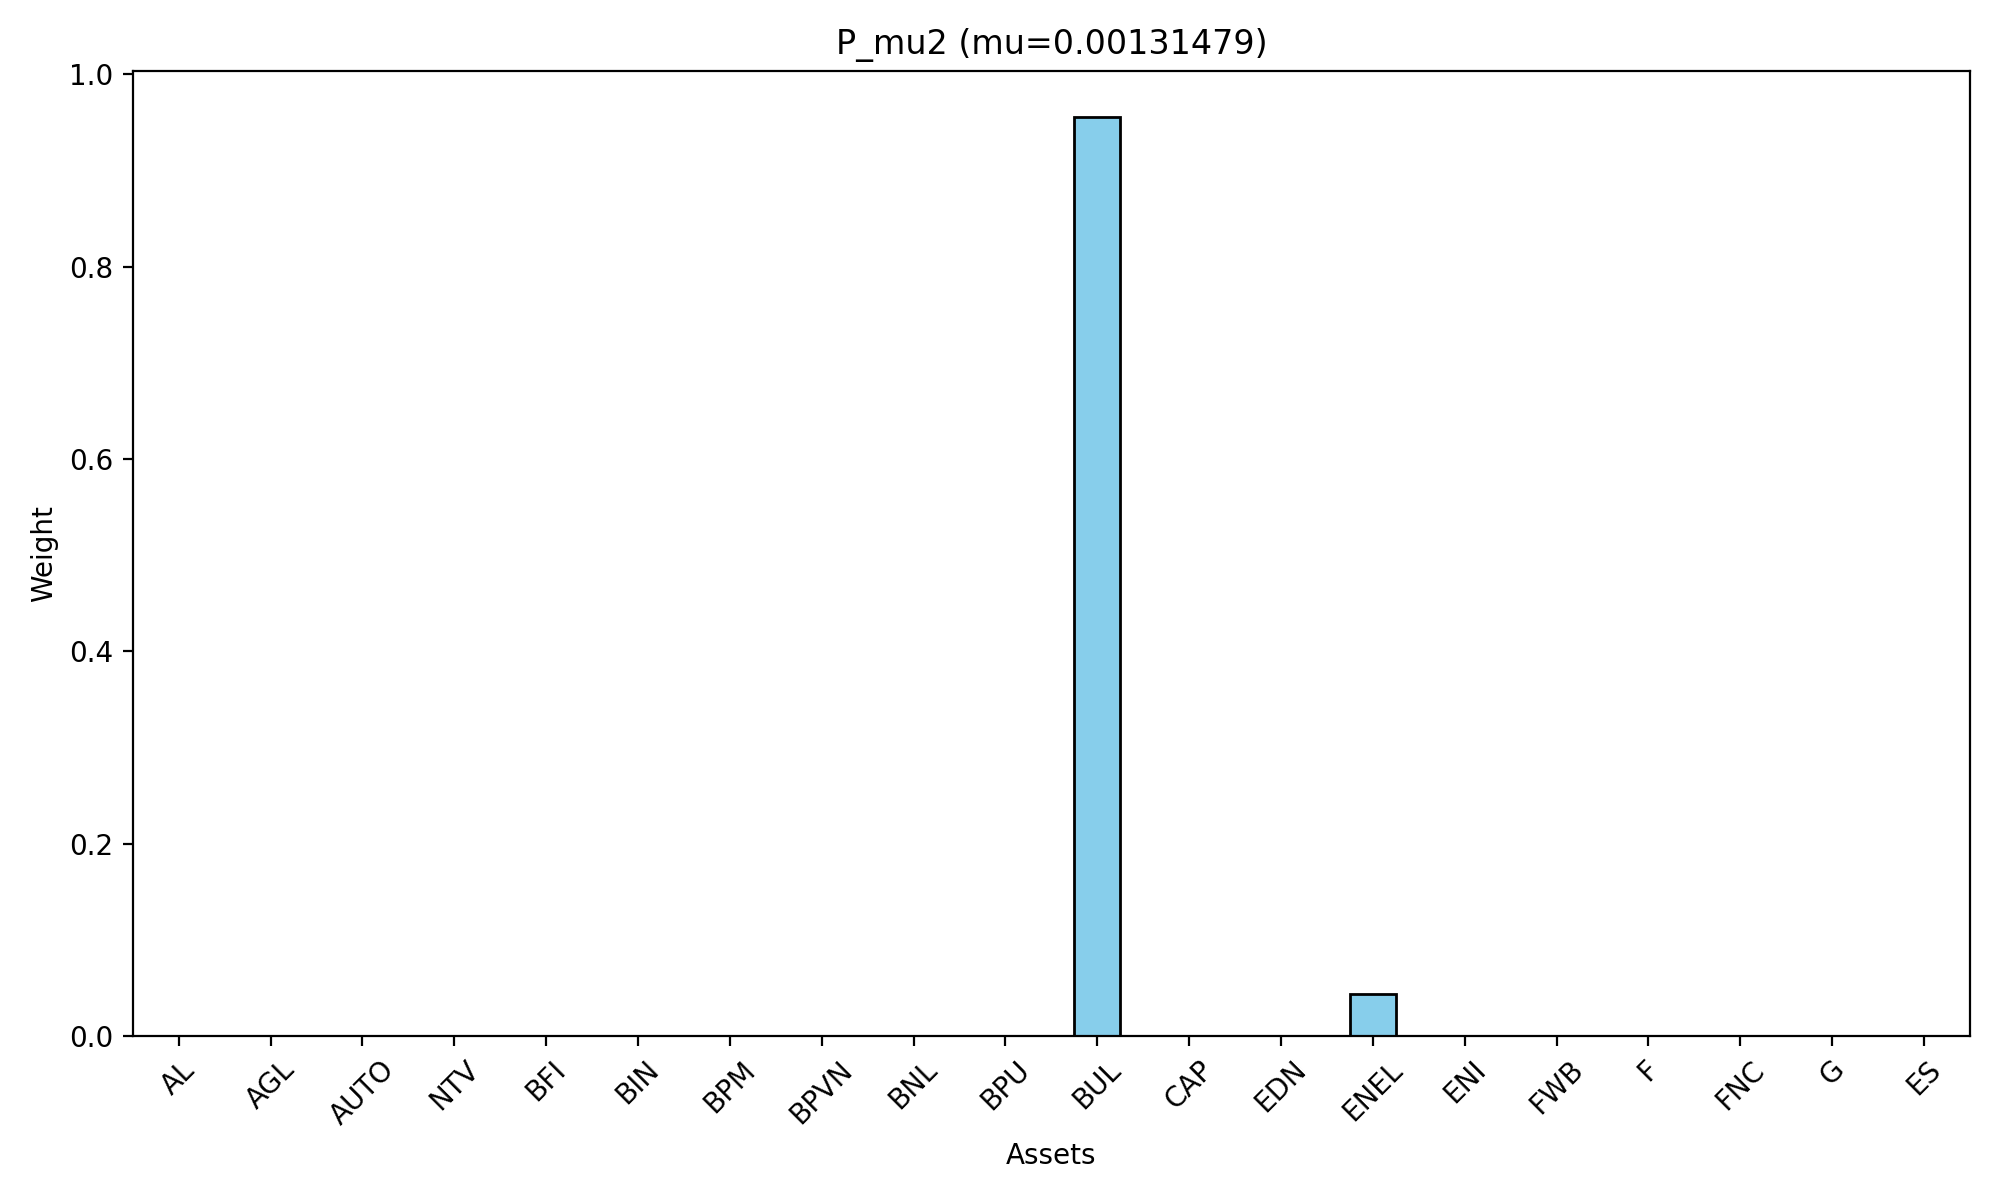 P_mu2 (mu=0.00131479)
1.0
0.8
0.6
0.4
0.2
0.0
Weight
AL AGL AUTO NTV BFI BIN BPM BPVN BNL BPU BUL CAP EDN ENEL ENI FWB F FNC G ES
Assets